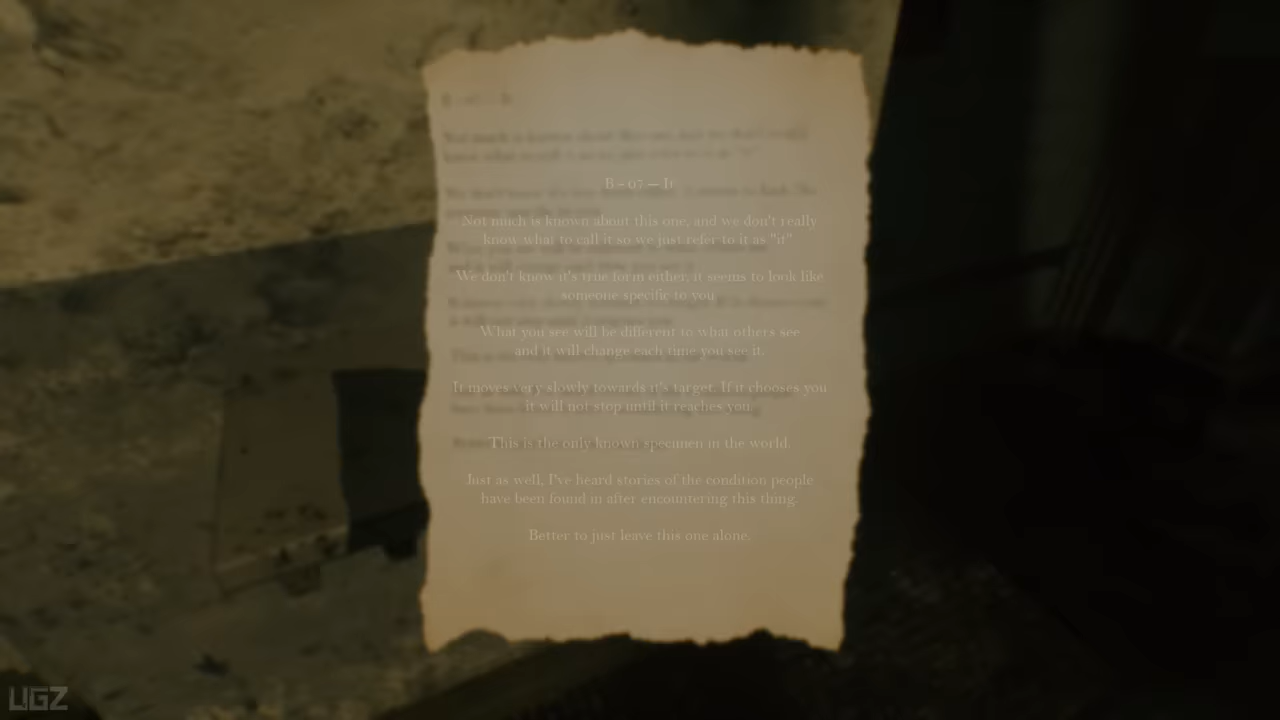 B - 07 — It
Not much is known about this one, and we don't really
know what to call it so we just refer to it as "it"
We don't know it's true form either, it seems to look like
someone specific to you
What you see will be different to what others see
and it will change each time you see it.
It moves very slowly towards it's target. If it chooses you
it will not stop until it reaches you.
This is the only known specimen in the world.
Just as well, I've heard stories of the condition people
have been found in after encountering this thing.
Better to just leave this one alone.
UGZ